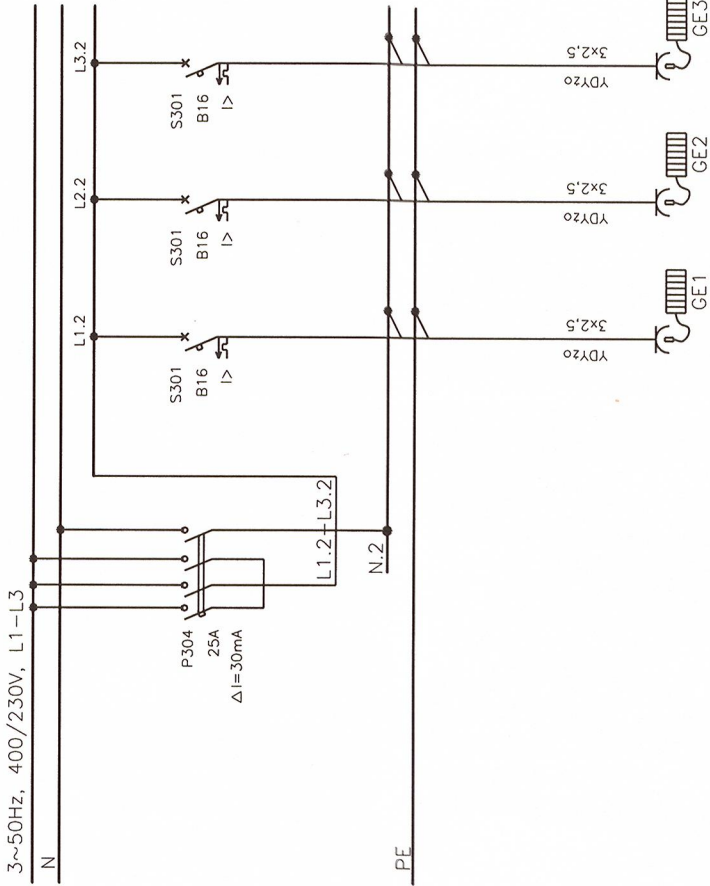 3~50Hz, 400/230V, L1-L3
N
P304
25A
ΔI=30mA
L1.2-L3.2
N.2
PE
L1.2
S301
B16
I>
YDYżo
3x2,5
GE1
L2.2
S301
B16
I>
YDYżo
3x2,5
GE2
L3.2
S301
B16
I>
YDYżo
3x2,5
GE3